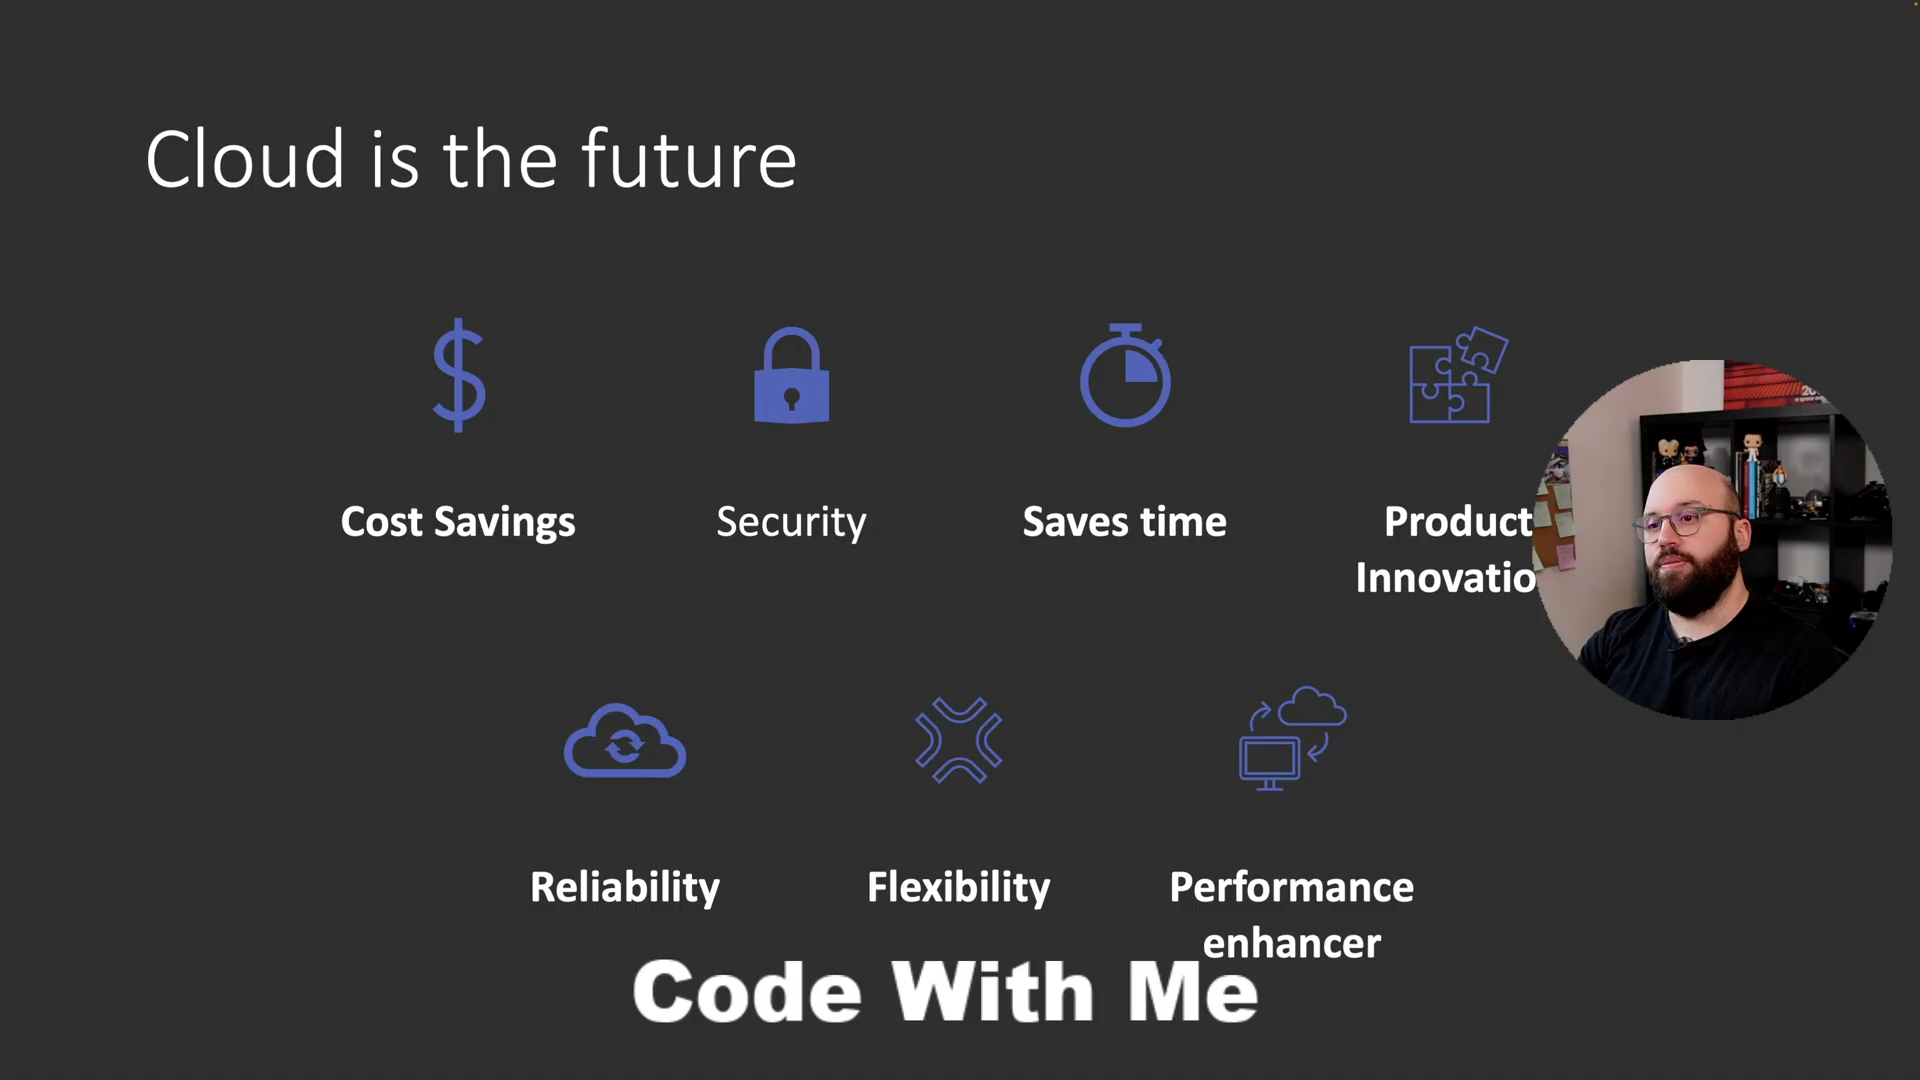 Cloud is the future
Cost Savings
Security
Saves time
Product
Innovatio
Reliability
Flexibility
Performance
enhancer
Code With Me